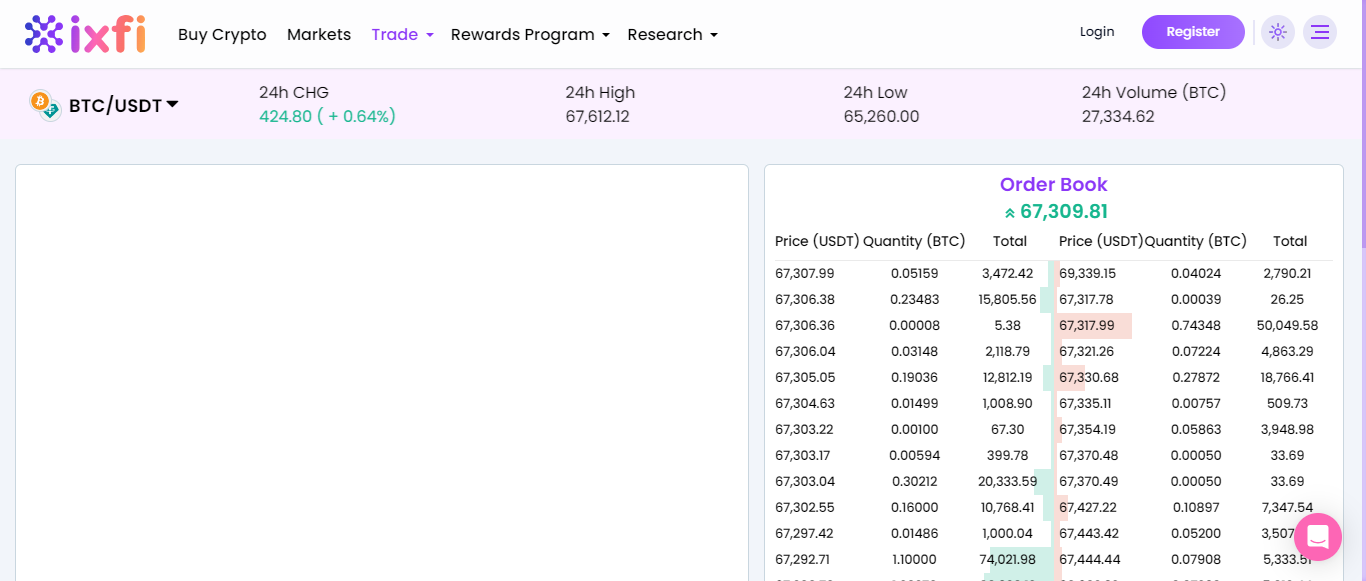 ixfi
Buy Crypto Markets Trade Rewards Program Research Login Register
BTC/USDT
24h CHG
424.80 ( + 0.64%)
24h High
67,612.12
24h Low
65,260.00
24h Volume (BTC)
27,334.62
Order Book
67,309.81
Price (USDT) Quantity (BTC) Total Price (USDT) Quantity (BTC) Total
67,307.99 0.05159 3,472.42 69,339.15 0.04024 2,790.21
67,306.38 0.23483 15,805.56 67,317.78 0.00039 26.25
67,306.36 0.00008 5.38 67,317.99 0.74348 50,049.58
67,306.04 0.03148 2,118.79 67,321.26 0.07224 4,863.29
67,305.05 0.19036 12,812.19 67,330.68 0.27872 18,766.41
67,304.63 0.01499 1,008.90 67,335.11 0.00757 509.73
67,303.22 0.00100 67.30 67,354.19 0.05863 3,948.98
67,303.17 0.00594 399.78 67,370.48 0.00050 33.69
67,303.04 0.30212 20,333.59 67,370.49 0.00050 33.69
67,302.55 0.16000 10,768.41 67,427.22 0.10897 7,347.54
67,297.42 0.01486 1,000.04 67,443.42 0.05200
67,292.71 1.10000 74,021.98 67,444.44 0.07908